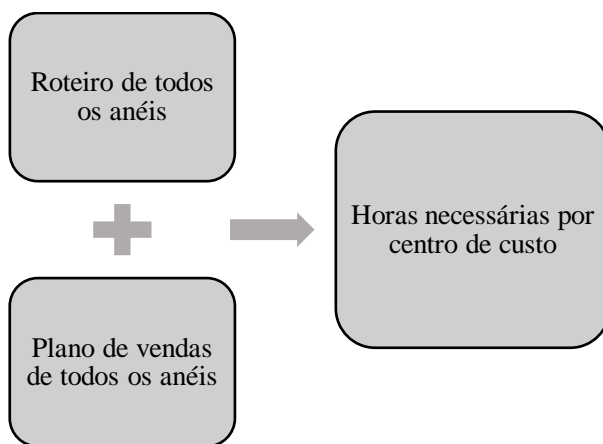 Roteiro de todos
os anéis
Plano de vendas
de todos os anéis
Horas necessárias por
centro de custo